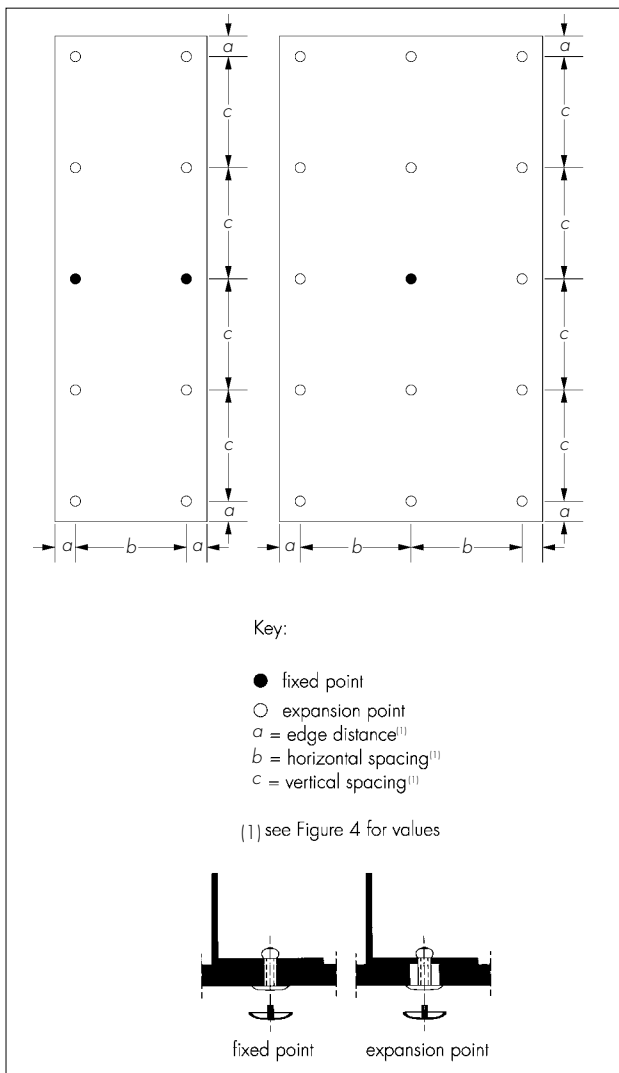 a
c
c
c
c
a
a b a
a
c
c
c
c
a
a b b
Key:
● fixed point
○ expansion point
a = edge distance(1)
b = horizontal spacing(1)
c = vertical spacing(1)
(1) see Figure 4 for values
fixed point expansion point